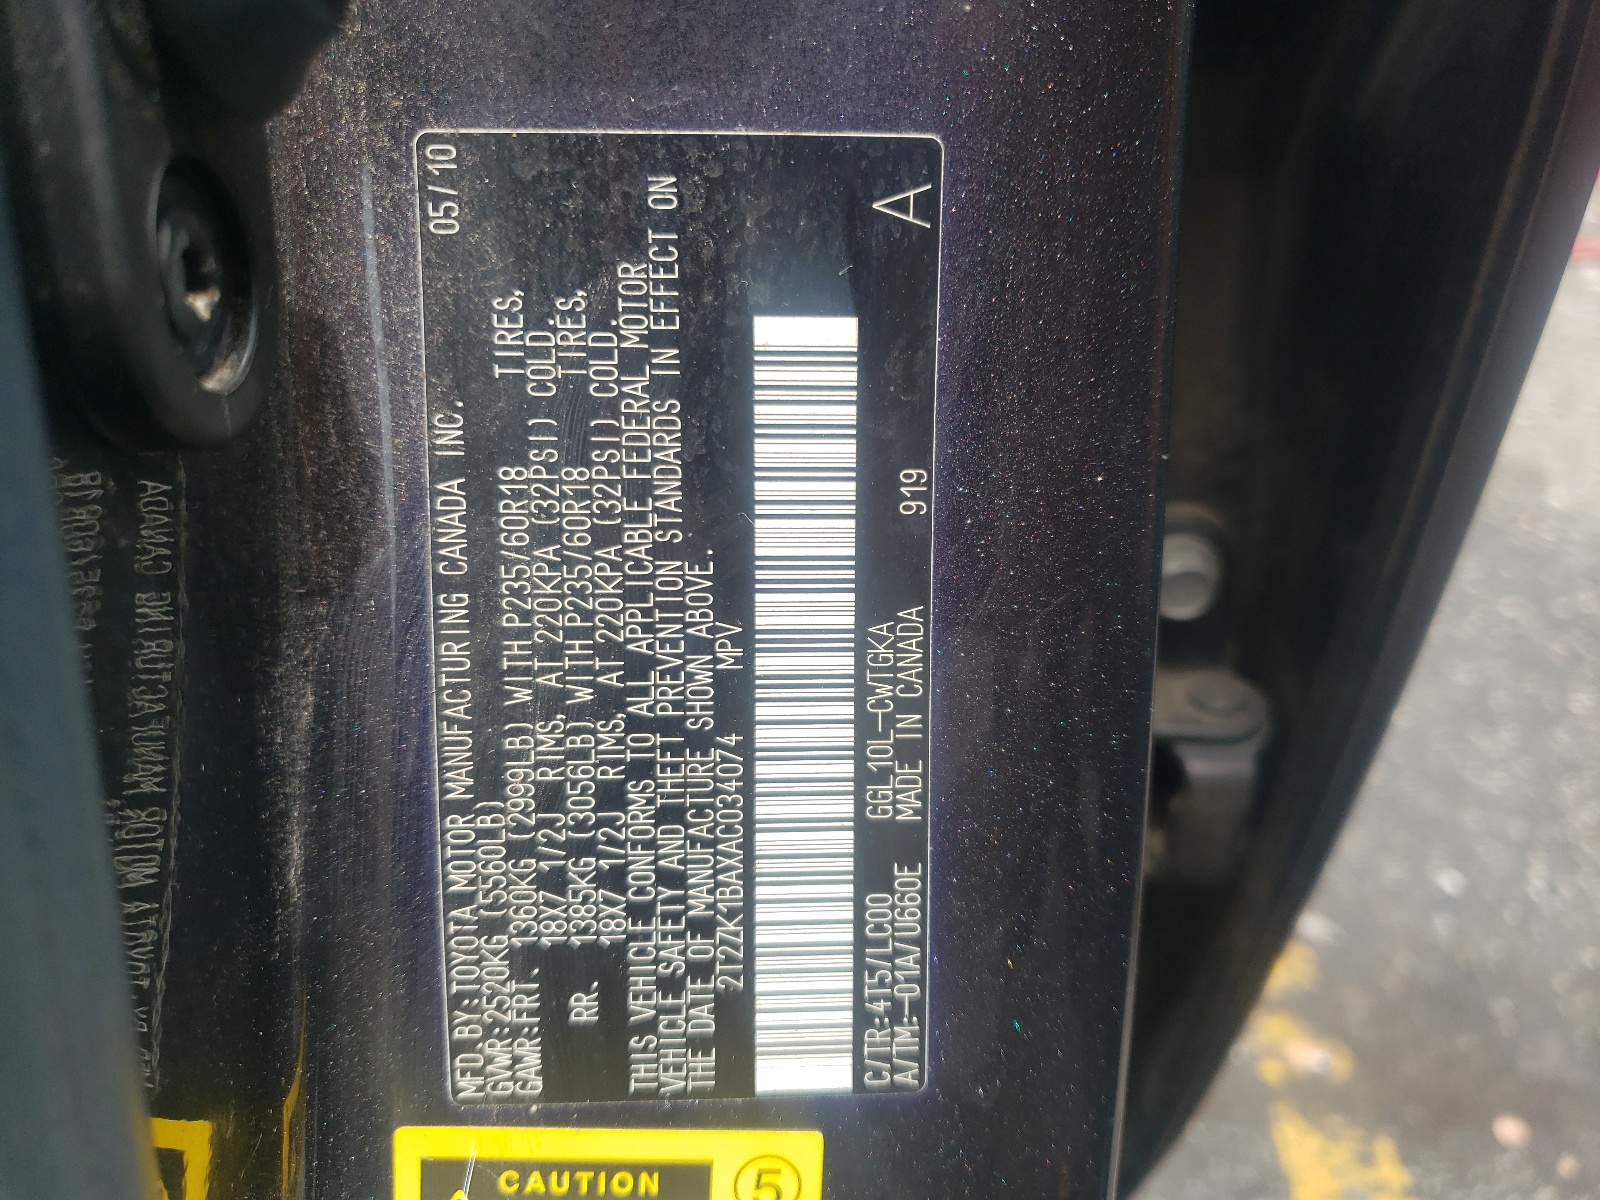 MFD.BY:TOYOTA MOTOR MANUFACTURING CANADA INC. 05/10
GVWR:2520KG (5560LB)
GAWR:FRT. 1360KG (2999LB) WITH P235/60R18 TIRES,
18X7 1/2J RIMS, AT 220KPA (32PSI) COLD.
RR. 1385KG (3056LB) WITH P235/60R18 TIRES,
18X7 1/2J RIMS, AT 220KPA (32PSI) COLD.
THIS VEHICLE CONFORMS TO ALL APPLICABLE FEDERAL MOTOR
VEHICLE SAFETY AND THEFT PREVENTION STANDARDS IN EFFECT ON
THE DATE OF MANUFACTURE SHOWN ABOVE.
2T2ZK1BAXAC034074 MPV
C/TR:4T5/LC00 GGL10L-CWTGKA
A/TM:-01A/U660E MADE IN CANADA 919 A
CAUTION 5